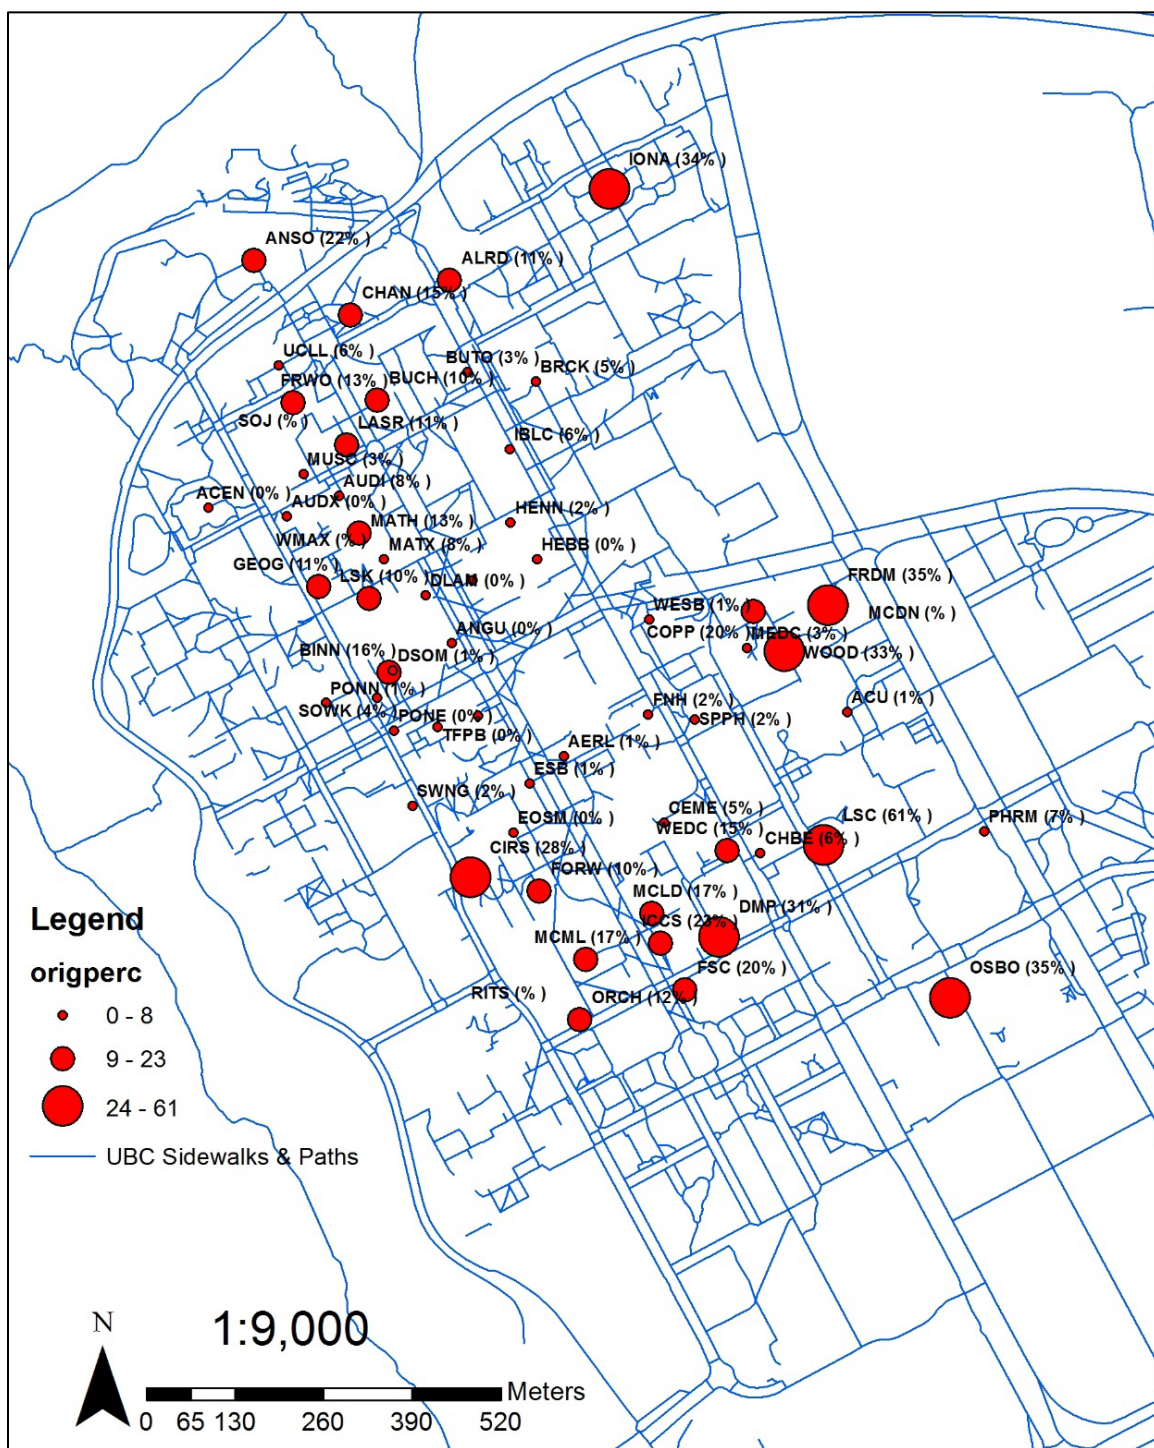 IONA (34% )
ANSO (22% )
ALRD (11% )
CHAN (15% )
UCLL (6% )
BUTO (3% )
BRCK (5% )
FRWO (13% )
BUCH (10% )
SOJ (% )
LASR (11% )
IBLC (6% )
MUSC (3% )
AUDI (8% )
ACEN (0% )
AUDX (0% )
HENN (2% )
MATH (13% )
WMAX (% )
MATX (8% )
HEBB (0% )
GEOG (11% )
LSK (10% )
DLAM (0% )
FRDM (35% )
WESB (1% )
MCDN (% )
COPP (20% )
MEDC (3% )
WOOD (33% )
ANGU (0% )
BINN (16% )
DSOM (1% )
PONN (1% )
SOWK (4% )
PONE (0% )
TFPB (0% )
FNH (2% )
SPPH (2% )
ACU (1% )
AERL (1% )
ESB (1% )
SWNG (2% )
EOSM (0% )
CEME (5% )
WEDC (15% )
CHBE (6% )
LSC (61% )
PHRM (7% )
CIRS (28% )
FORW (10% )
MCLD (17% )
DMP (31% )
ICCS (23% )
MCML (17% )
FSC (20% )
OSBO (35% )
RITS (% )
ORCH (12% )
Legend
origperc
0 - 8
9 - 23
24 - 61
UBC Sidewalks & Paths
N
1:9,000
Meters
0 65 130 260 390 520